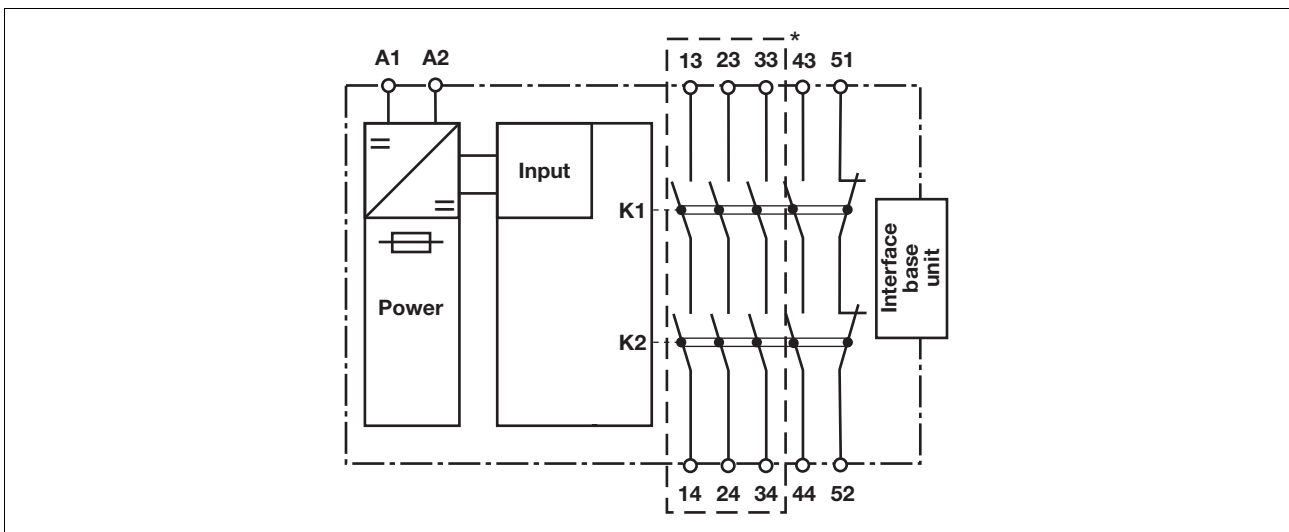 A1 A2 13 23 33 * 43 51
Input
K1
Power
K2
Interface
base
unit
14 24 34 44 52